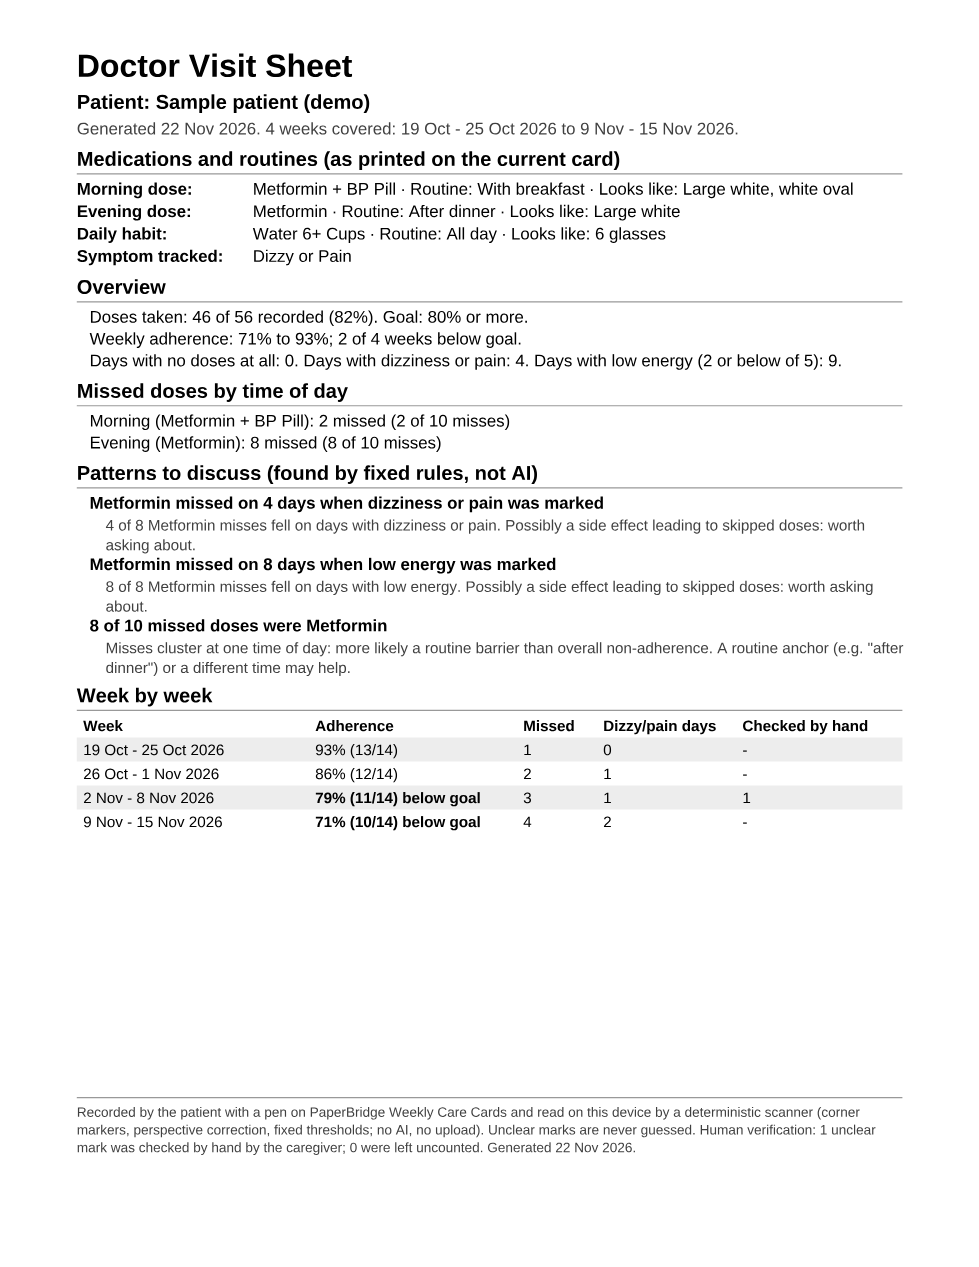 Doctor Visit Sheet
Patient: Sample patient (demo)
Generated 22 Nov 2026. 4 weeks covered: 19 Oct - 25 Oct 2026 to 9 Nov - 15 Nov 2026.
Medications and routines (as printed on the current card)
Morning dose: Metformin + BP Pill · Routine: With breakfast · Looks like: Large white, white oval
Evening dose: Metformin · Routine: After dinner · Looks like: Large white
Daily habit: Water 6+ Cups · Routine: All day · Looks like: 6 glasses
Symptom tracked: Dizzy or Pain
Overview
Doses taken: 46 of 56 recorded (82%). Goal: 80% or more.
Weekly adherence: 71% to 93%; 2 of 4 weeks below goal.
Days with no doses at all: 0. Days with dizziness or pain: 4. Days with low energy (2 or below of 5): 9.
Missed doses by time of day
Morning (Metformin + BP Pill): 2 missed (2 of 10 misses)
Evening (Metformin): 8 missed (8 of 10 misses)
Patterns to discuss (found by fixed rules, not AI)
Metformin missed on 4 days when dizziness or pain was marked
4 of 8 Metformin misses fell on days with dizziness or pain. Possibly a side effect leading to skipped doses: worth
asking about.
Metformin missed on 8 days when low energy was marked
8 of 8 Metformin misses fell on days with low energy. Possibly a side effect leading to skipped doses: worth asking
about.
8 of 10 missed doses were Metformin
Misses cluster at one time of day: more likely a routine barrier than overall non-adherence. A routine anchor (e.g. "after
dinner") or a different time may help.
Week by week
Week Adherence Missed Dizzy/pain days Checked by hand
19 Oct - 25 Oct 2026 93% (13/14) 1 0 -
26 Oct - 1 Nov 2026 86% (12/14) 2 1 -
2 Nov - 8 Nov 2026 79% (11/14) below goal 3 1 1
9 Nov - 15 Nov 2026 71% (10/14) below goal 4 2 -
Recorded by the patient with a pen on PaperBridge Weekly Care Cards and read on this device by a deterministic scanner (corner
markers, perspective correction, fixed thresholds; no AI, no upload). Unclear marks are never guessed. Human verification: 1 unclear
mark was checked by hand by the caregiver; 0 were left uncounted. Generated 22 Nov 2026.